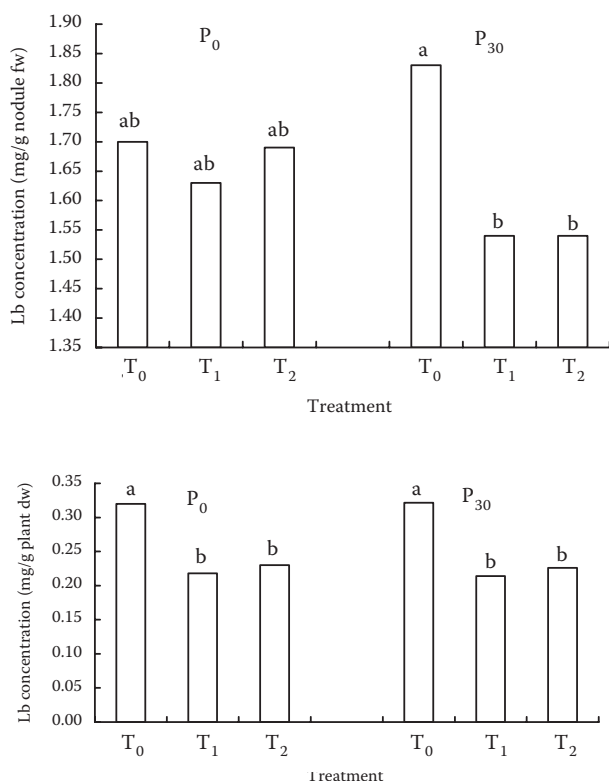 P₀ P₃₀
Lb concentration (mg/g nodule fw)
1.90
1.85
1.80
1.75
1.70
1.65
1.60
1.55
1.50
1.45
1.40
1.35
a
ab ab ab
b b
T₀ T₁ T₂ T₀ T₁ T₂
Treatment
Lb concentration (mg/g plant dw)
0.35
0.30
0.25
0.20
0.15
0.10
0.05
0.00
P₀ P₃₀
a b b a b b
T₀ T₁ T₂ T₀ T₁ T₂
Treatment